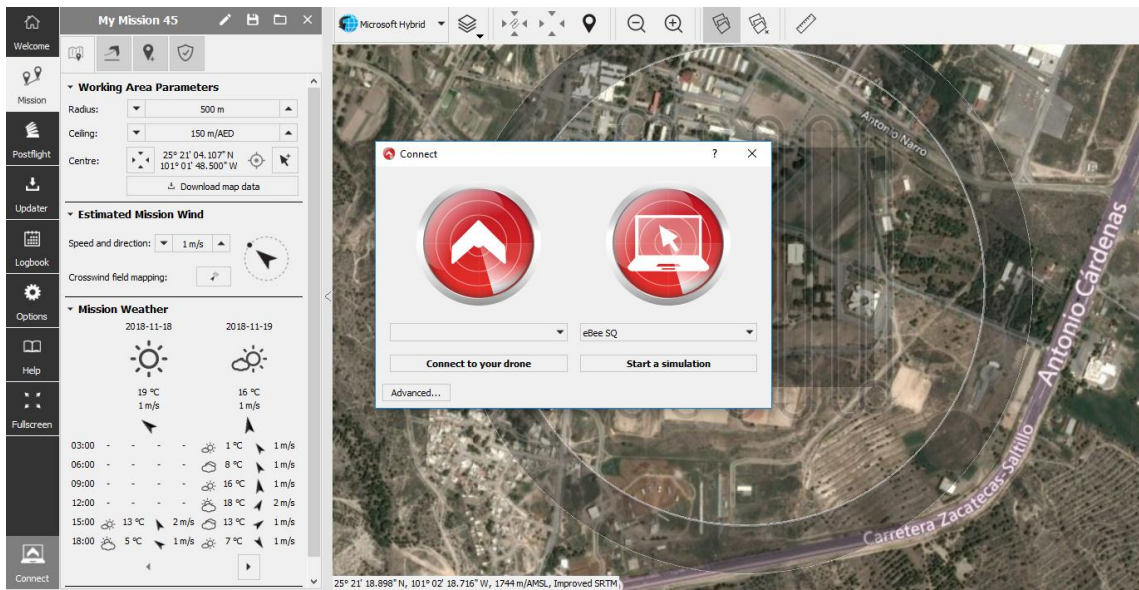 Welcome
Mission
Postflight
Updater
Logbook
Options
Help
Fullscreen
Connect
My Mission 45
Working Area Parameters
Radius: 500 m
Ceiling: 150 m/AED
Centre: 25° 21' 04.107" N
101° 01' 48.500" W
Download map data
Estimated Mission Wind
Speed and direction: 1 m/s
Crosswind field mapping:
Mission Weather
2018-11-18 2018-11-19
19 °C 16 °C
1 m/s 1 m/s
03:00 - - - - 1 °C 1 m/s
06:00 - - - - 8 °C 1 m/s
09:00 - - - - 16 °C 1 m/s
12:00 - - - - 18 °C 2 m/s
15:00 13 °C 2 m/s 13 °C 1 m/s
18:00 5 °C 1 m/s 7 °C 1 m/s
Microsoft Hybrid
Antonio Narro
Antonio Cárdenas
Carretera Zacatecas-Saltillo
Connect ? ×
eBee SQ
Connect to your drone Start a simulation
Advanced...
25° 21' 18.898" N, 101° 02' 18.716" W, 1744 m/AMSL, Improved SRTM